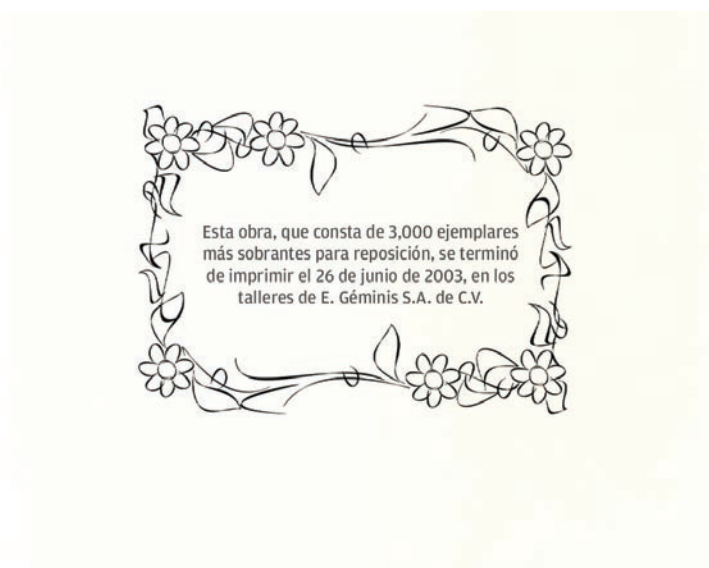 Esta obra, que consta de 3,000 ejemplares
más sobrantes para reposición, se terminó
de imprimir el 26 de junio de 2003, en los
talleres de E. Géminis S.A. de C.V.